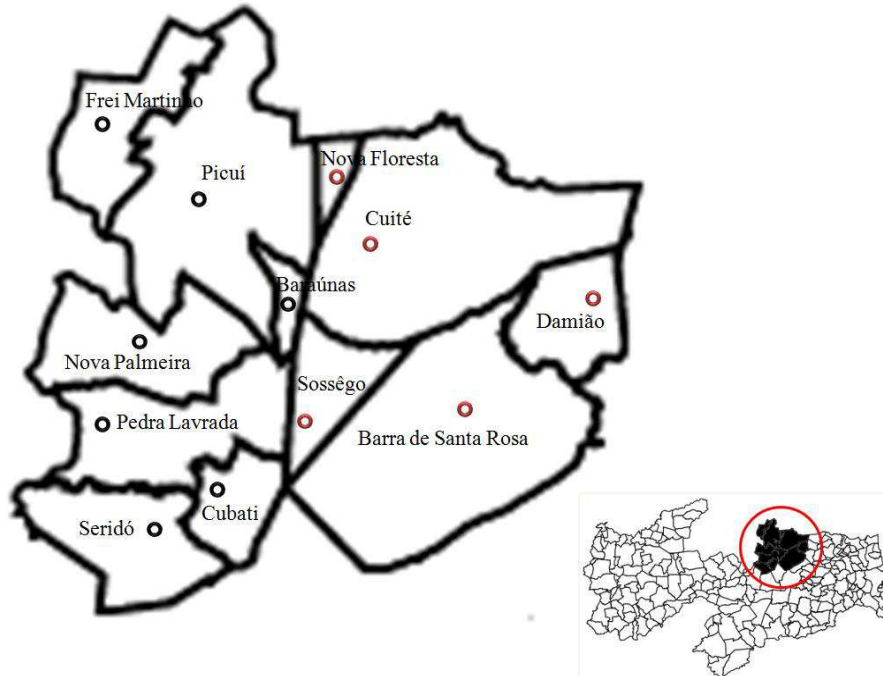 Frei Martinho
Nova Floresta
Picuí
Cuité
Baraúnas
Damião
Nova Palmeira
Sossêgo
Pedra Lavrada
Barra de Santa Rosa
Cubati
Seridó